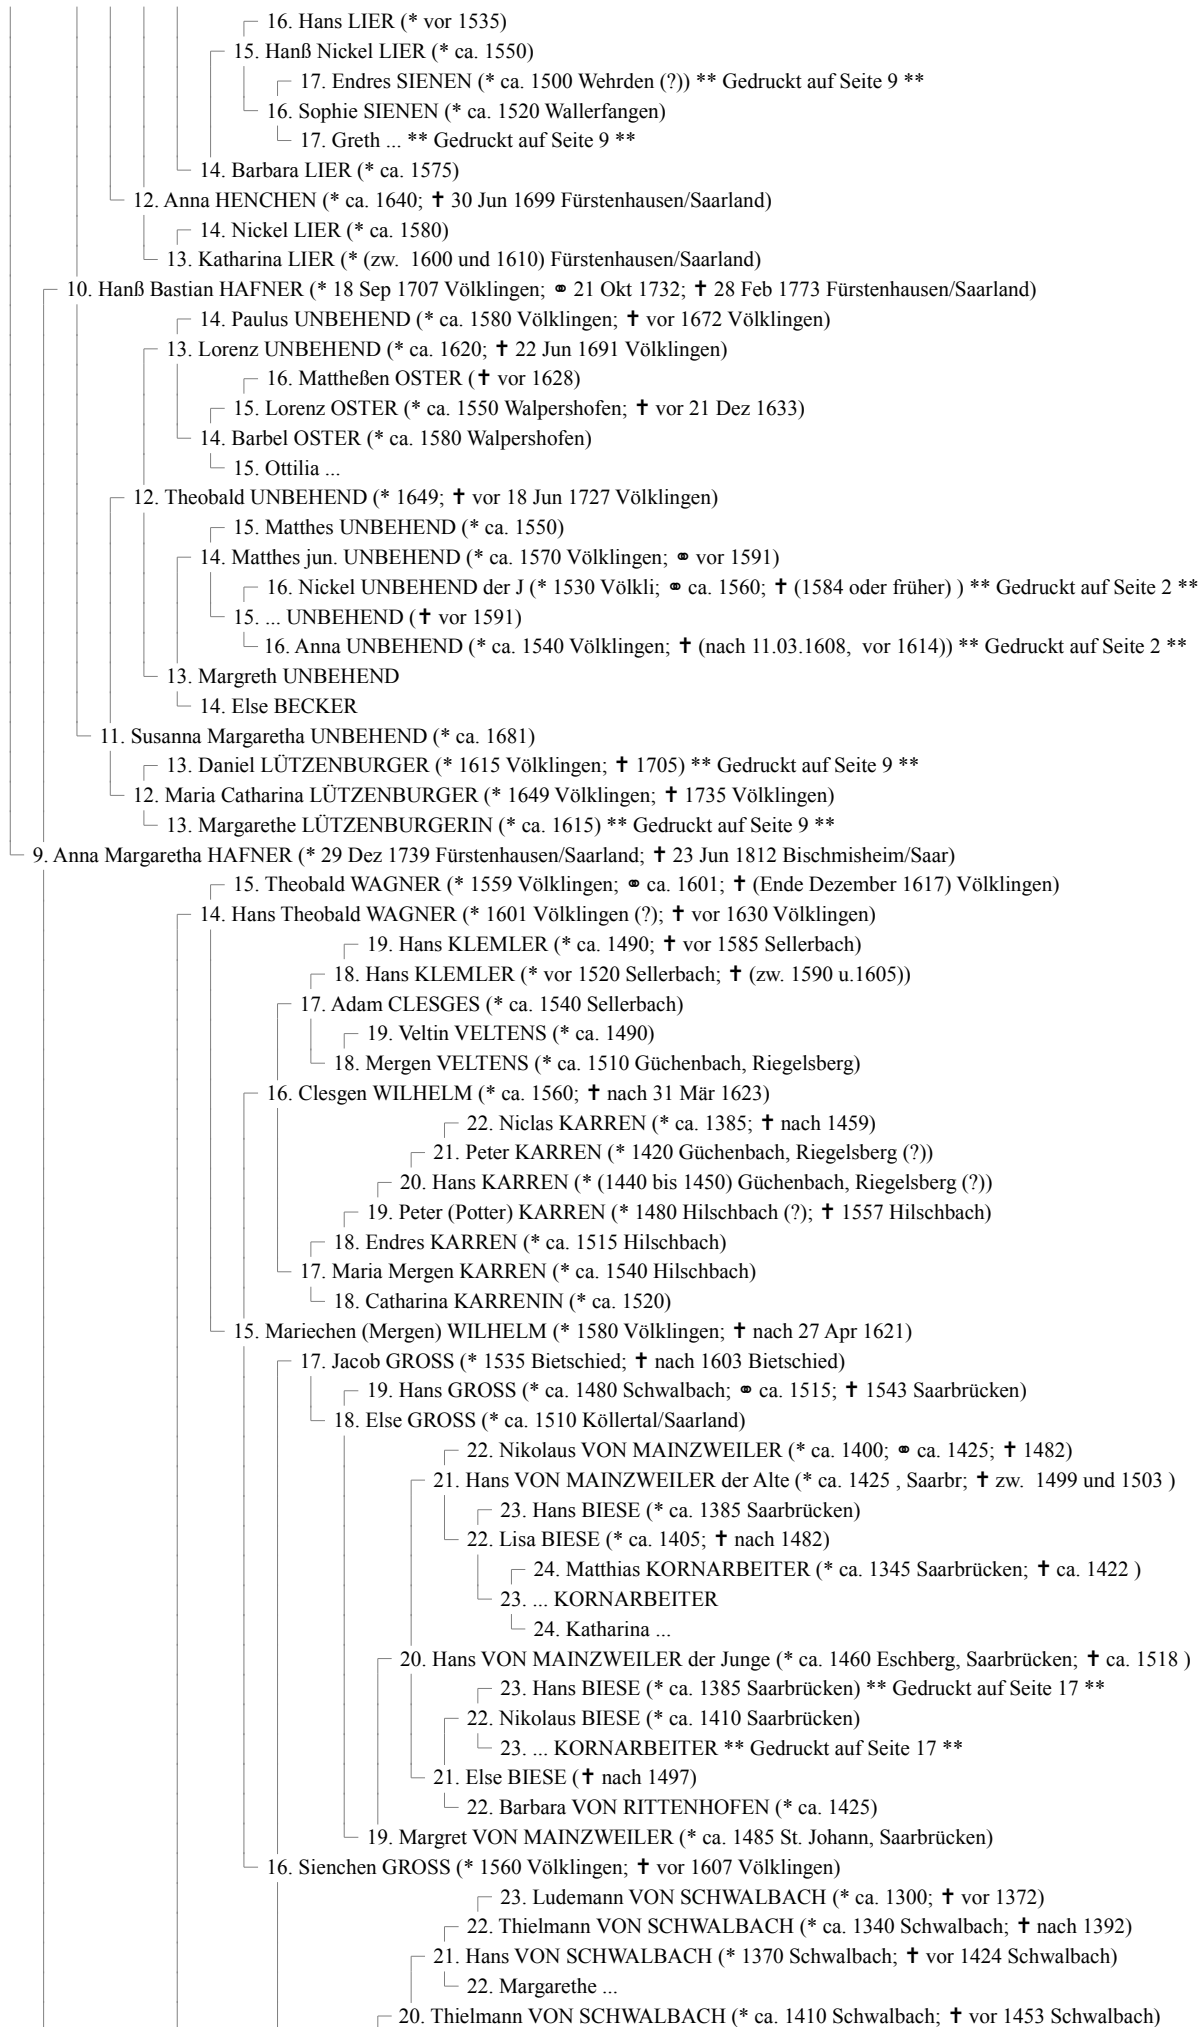 16. Hans LIER (* vor 1535)
15. Hanß Nickel LIER (* ca. 1550)
17. Endres SIENEN (* ca. 1500 Wehrden (?)) ** Gedruckt auf Seite 9 **
16. Sophie SIENEN (* ca. 1520 Wallerfangen)
17. Greth ... ** Gedruckt auf Seite 9 **
14. Barbara LIER (* ca. 1575)
12. Anna HENCHEN (* ca. 1640; ✝ 30 Jun 1699 Fürstenhausen/Saarland)
14. Nickel LIER (* ca. 1580)
13. Katharina LIER (* (zw. 1600 und 1610) Fürstenhausen/Saarland)
10. Hanß Bastian HAFNER (* 18 Sep 1707 Völklingen; ⚭ 21 Okt 1732; ✝ 28 Feb 1773 Fürstenhausen/Saarland)
14. Paulus UNBEHEND (* ca. 1580 Völklingen; ✝ vor 1672 Völklingen)
13. Lorenz UNBEHEND (* ca. 1620; ✝ 22 Jun 1691 Völklingen)
16. Mattheßen OSTER (✝ vor 1628)
15. Lorenz OSTER (* ca. 1550 Walpershofen; ✝ vor 21 Dez 1633)
14. Barbel OSTER (* ca. 1580 Walpershofen)
15. Ottilia ...
12. Theobald UNBEHEND (* 1649; ✝ vor 18 Jun 1727 Völklingen)
15. Matthes UNBEHEND (* ca. 1550)
14. Matthes jun. UNBEHEND (* ca. 1570 Völklingen; ⚭ vor 1591)
16. Nickel UNBEHEND der J (* 1530 Völkli; ⚭ ca. 1560; ✝ (1584 oder früher) ) ** Gedruckt auf Seite 2 **
15. ... UNBEHEND (✝ vor 1591)
16. Anna UNBEHEND (* ca. 1540 Völklingen; ✝ (nach 11.03.1608, vor 1614)) ** Gedruckt auf Seite 2 **
13. Margreth UNBEHEND
14. Else BECKER
11. Susanna Margaretha UNBEHEND (* ca. 1681)
13. Daniel LÜTZENBURGER (* 1615 Völklingen; ✝ 1705) ** Gedruckt auf Seite 9 **
12. Maria Catharina LÜTZENBURGER (* 1649 Völklingen; ✝ 1735 Völklingen)
13. Margarethe LÜTZENBURGERIN (* ca. 1615) ** Gedruckt auf Seite 9 **
9. Anna Margaretha HAFNER (* 29 Dez 1739 Fürstenhausen/Saarland; ✝ 23 Jun 1812 Bischmisheim/Saar)
15. Theobald WAGNER (* 1559 Völklingen; ⚭ ca. 1601; ✝ (Ende Dezember 1617) Völklingen)
14. Hans Theobald WAGNER (* 1601 Völklingen (?); ✝ vor 1630 Völklingen)
19. Hans KLEMLER (* ca. 1490; ✝ vor 1585 Sellerbach)
18. Hans KLEMLER (* vor 1520 Sellerbach; ✝ (zw. 1590 u.1605))
17. Adam CLESGES (* ca. 1540 Sellerbach)
19. Veltin VELTENS (* ca. 1490)
18. Mergen VELTENS (* ca. 1510 Güchenbach, Riegelsberg)
16. Clesgen WILHELM (* ca. 1560; ✝ nach 31 Mär 1623)
22. Niclas KARREN (* ca. 1385; ✝ nach 1459)
21. Peter KARREN (* 1420 Güchenbach, Riegelsberg (?))
20. Hans KARREN (* (1440 bis 1450) Güchenbach, Riegelsberg (?))
19. Peter (Potter) KARREN (* 1480 Hilschbach (?); ✝ 1557 Hilschbach)
18. Endres KARREN (* ca. 1515 Hilschbach)
17. Maria Mergen KARREN (* ca. 1540 Hilschbach)
18. Catharina KARRENIN (* ca. 1520)
15. Mariechen (Mergen) WILHELM (* 1580 Völklingen; ✝ nach 27 Apr 1621)
17. Jacob GROSS (* 1535 Bietschied; ✝ nach 1603 Bietschied)
19. Hans GROSS (* ca. 1480 Schwalbach; ⚭ ca. 1515; ✝ 1543 Saarbrücken)
18. Else GROSS (* ca. 1510 Köllertal/Saarland)
22. Nikolaus VON MAINZWEILER (* ca. 1400; ⚭ ca. 1425; ✝ 1482)
21. Hans VON MAINZWEILER der Alte (* ca. 1425 , Saarbr; ✝ zw. 1499 und 1503 )
23. Hans BIESE (* ca. 1385 Saarbrücken)
22. Lisa BIESE (* ca. 1405; ✝ nach 1482)
24. Matthias KORNARBEITER (* ca. 1345 Saarbrücken; ✝ ca. 1422 )
23. ... KORNARBEITER
24. Katharina ...
20. Hans VON MAINZWEILER der Junge (* ca. 1460 Eschberg, Saarbrücken; ✝ ca. 1518 )
23. Hans BIESE (* ca. 1385 Saarbrücken) ** Gedruckt auf Seite 17 **
22. Nikolaus BIESE (* ca. 1410 Saarbrücken)
23. ... KORNARBEITER ** Gedruckt auf Seite 17 **
21. Else BIESE (✝ nach 1497)
22. Barbara VON RITTENHOFEN (* ca. 1425)
19. Margret VON MAINZWEILER (* ca. 1485 St. Johann, Saarbrücken)
16. Sienchen GROSS (* 1560 Völklingen; ✝ vor 1607 Völklingen)
23. Ludemann VON SCHWALBACH (* ca. 1300; ✝ vor 1372)
22. Thielmann VON SCHWALBACH (* ca. 1340 Schwalbach; ✝ nach 1392)
21. Hans VON SCHWALBACH (* 1370 Schwalbach; ✝ vor 1424 Schwalbach)
22. Margarethe ...
20. Thielmann VON SCHWALBACH (* ca. 1410 Schwalbach; ✝ vor 1453 Schwalbach)